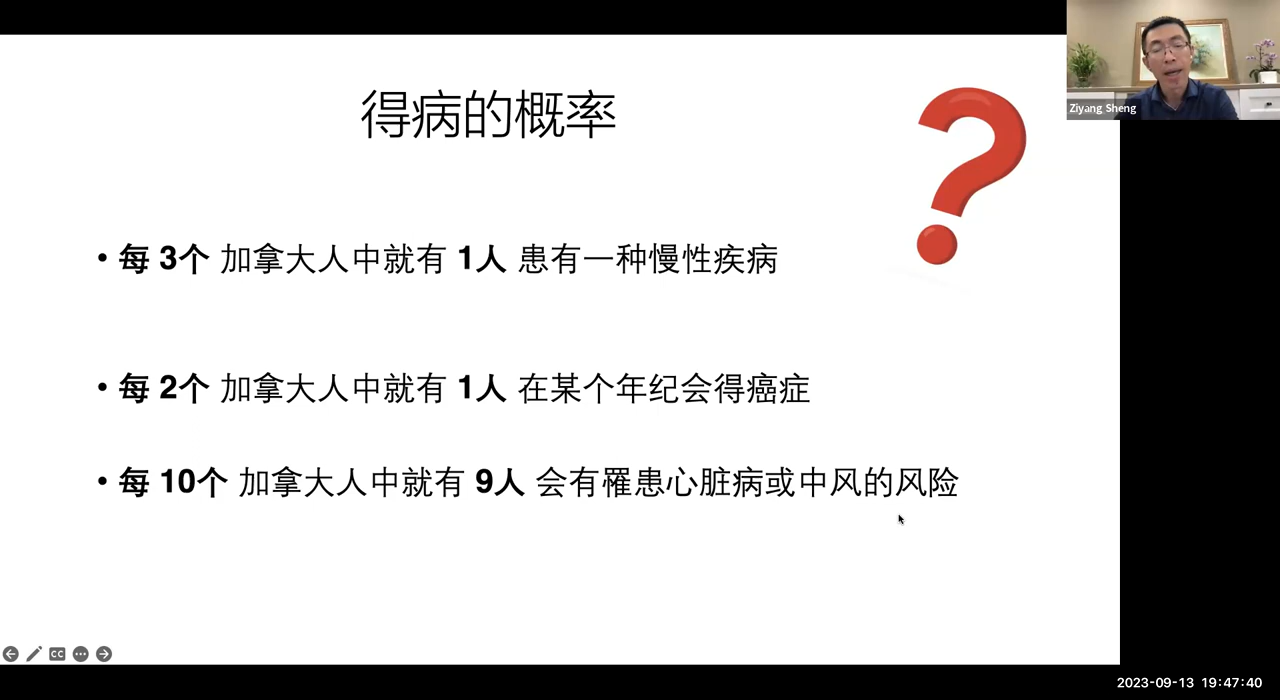 得病的概率
Ziyang Sheng
• 每 3个 加拿大人中就有 1人 患有一种慢性疾病
• 每 2个 加拿大人中就有 1人 在某个年纪会得癌症
• 每 10个 加拿大人中就有 9人 会有罹患心脏病或中风的风险
CC
2023-09-13 19:47:40